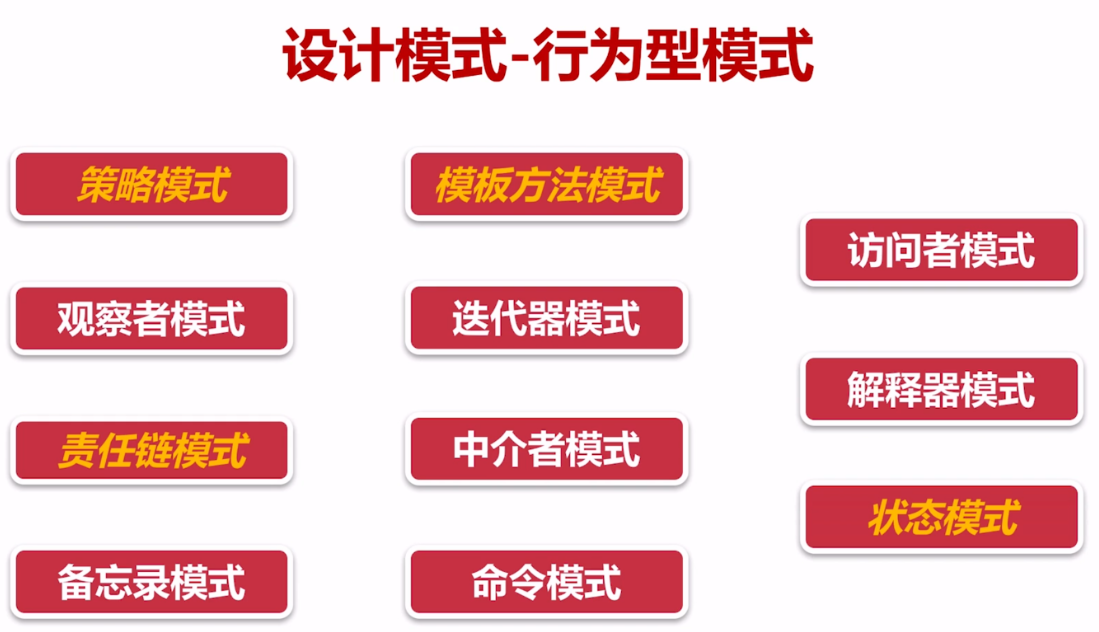 设计模式-行为型模式
策略模式
模板方法模式
访问者模式
观察者模式
迭代器模式
解释器模式
责任链模式
中介者模式
状态模式
备忘录模式
命令模式